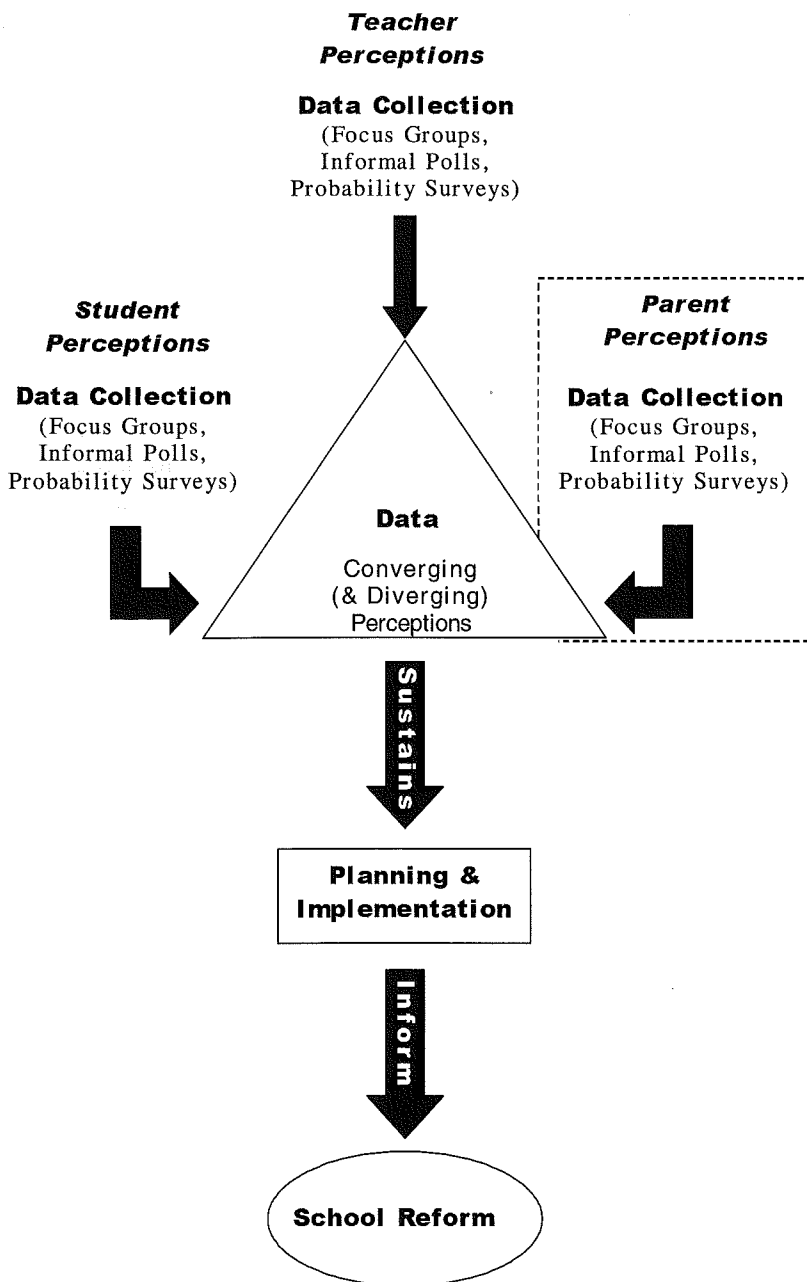 Teacher
Perceptions
Data Collection
(Focus Groups,
Informal Polls,
Probability Surveys)
Student
Perceptions
Data Collection
(Focus Groups,
Informal Polls,
Probability Surveys)
Parent
Perceptions
Data Collection
(Focus Groups,
Informal Polls,
Probability Surveys)
Data
Converging
(& Diverging)
Perceptions
Sustains
Planning &
Implementation
Inform
School Reform